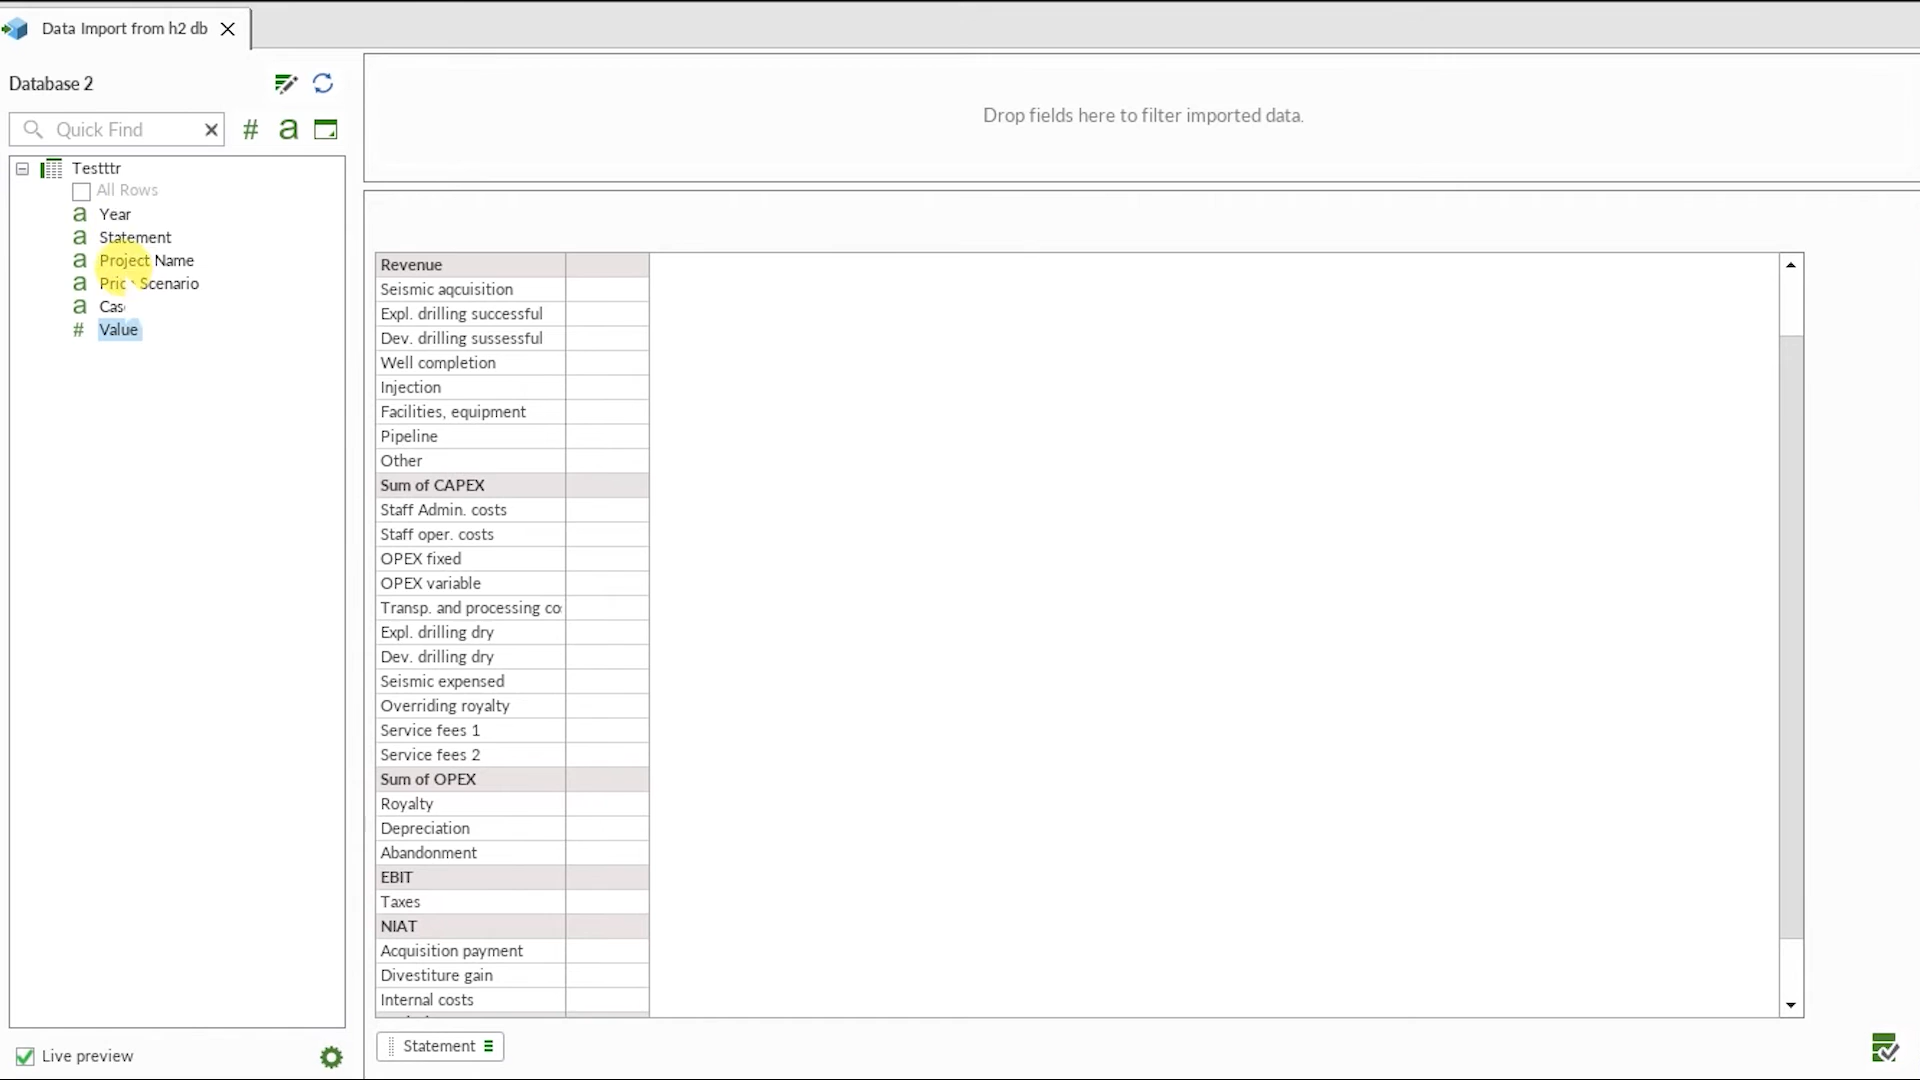 Data Import from h2 db
Database 2
Drop fields here to filter imported data.
Quick Find
# a
Testttr
All Rows
a Year
a Statement
a Project Name
a Scenario
a
# Value
Revenue
Seismic aqcuisition
Expl. drilling successful
Dev. drilling sussessful
Well completion
Injection
Facilities, equipment
Pipeline
Other
Sum of CAPEX
Staff Admin. costs
Staff oper. costs
OPEX fixed
OPEX variable
Transp. and processing
Expl. drilling dry
Dev. drilling dry
Seismic expensed
Overriding royalty
Service fees 1
Service fees 2
Sum of OPEX
Royalty
Depreciation
Abandonment
EBIT
Taxes
NIAT
Acquisition payment
Divestiture gain
Internal costs
Statement
Live preview